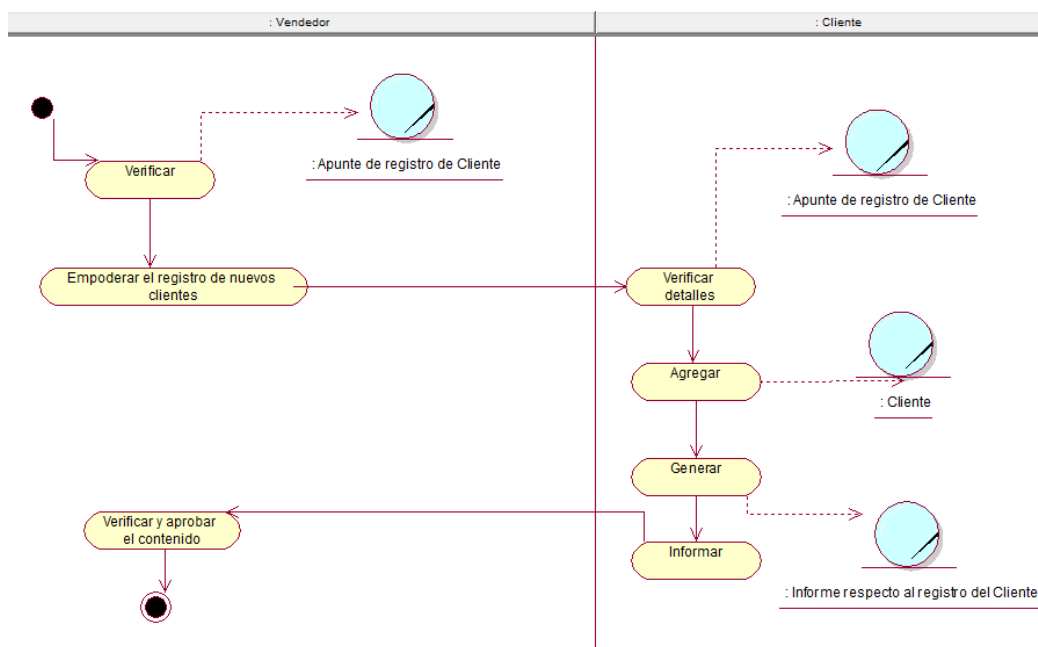 : Vendedor
: Cliente
Verificar
: Apunte de registro de Cliente
: Apunte de registro de Cliente
Empoderar el registro de nuevos
clientes
Verificar
detalles
Agregar
: Cliente
Generar
Verificar y aprobar
el contenido
Informar
: Informe respecto al registro del Cliente